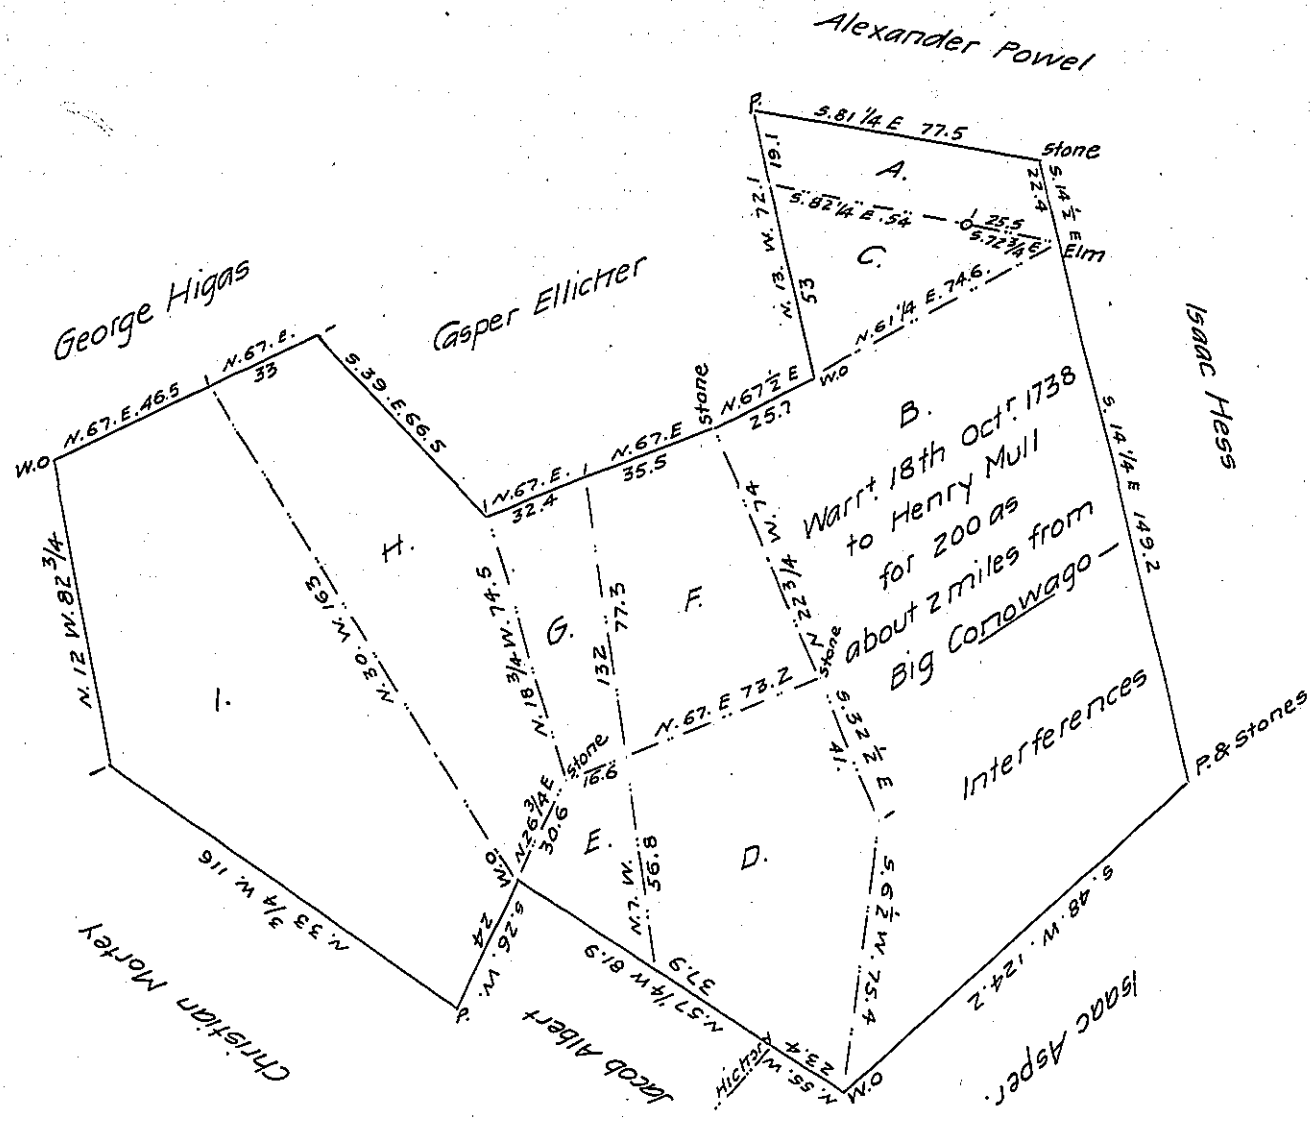 Alexander Powel
P.
S.81 1/4 E 77.5
stone
19.1
A.
S.14 1/2 E
22.4
S.82 1/4 E .54
25.5
S.72 3/4 E
Elm
N. 13. W. 72.1
53
C.
N.61 1/4 E.74.6.
George Higas
Casper Ellicher
Isaac Hess
N.67.E.46.5
N.67.E.
33
S.39.E.66.5
W.O
N.67.E.
32.4
N.67.E
35.5
stone
N.67 1/2 E
25.7
W.O
B.
Warrt. 18th Octr. 1738
to Henry Mull
for 200 as
about 2 miles from
Big Conowago
Interferences
S. 14 1/4 E 149.2
N. 12 W. 82 3/4
H.
N. 30 W. 163
I.
N. 18 3/4 W. 74.5
G.
132
77.3
F.
N 22 3/4 W. 74
stone
N.67. E 73.2
stone
16.6
S.32 1/2 E
41.
P. & Stones
N.26 3/4 E
30.6
E.
N.7. W.
56.8
D.
S. 6 1/2 W. 75.4
S. 48. W. 124.2
W.O.
S.26. W.
24
P.
N. 33 3/4 W. 116
Christian Mortey
Jacob Albert
N.57 1/4 W 81.9
37.9
Hickory
N. 55. W.
23.4
W.O
Isaac Asper.